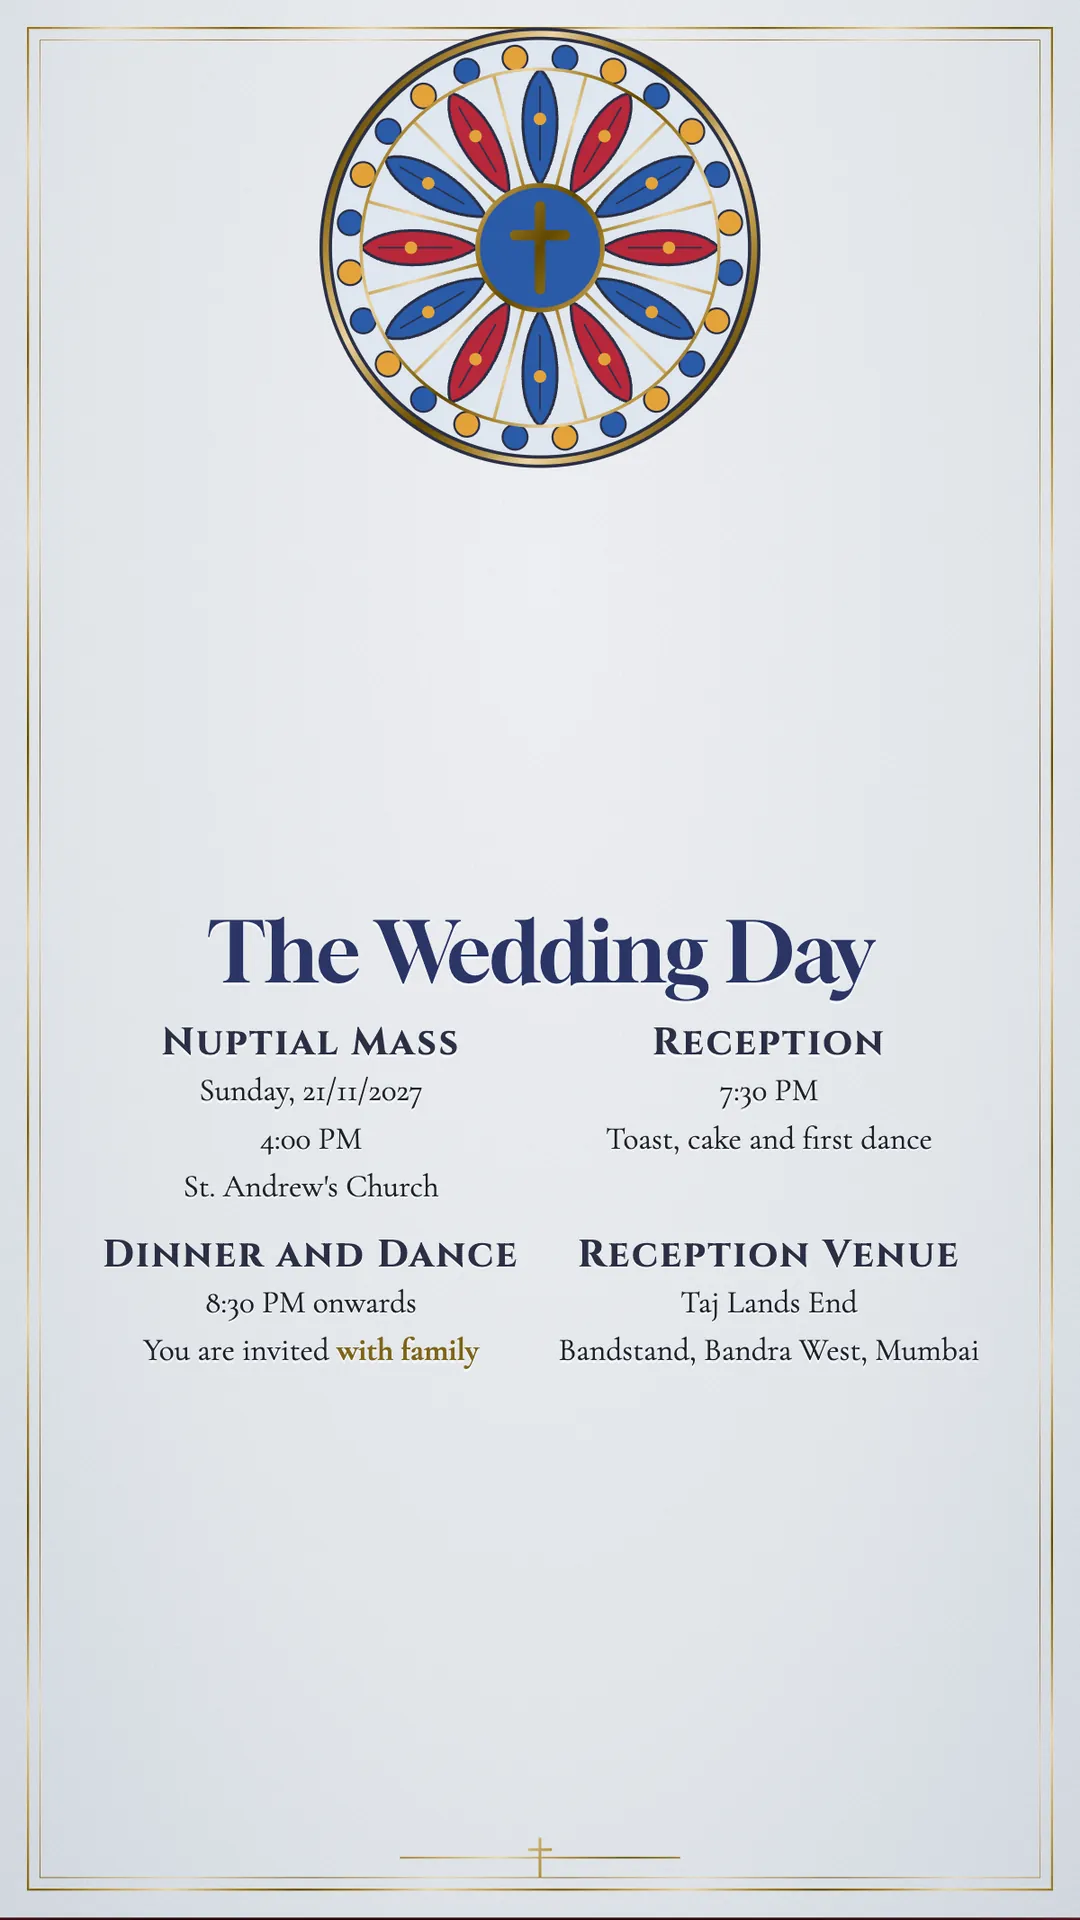 The Wedding Day
Nuptial Mass
Sunday, 21/11/2027
4:00 PM
St. Andrew's Church
Reception
7:30 PM
Toast, cake and first dance
Dinner and Dance
8:30 PM onwards
You are invited with family
Reception Venue
Taj Lands End
Bandstand, Bandra West, Mumbai